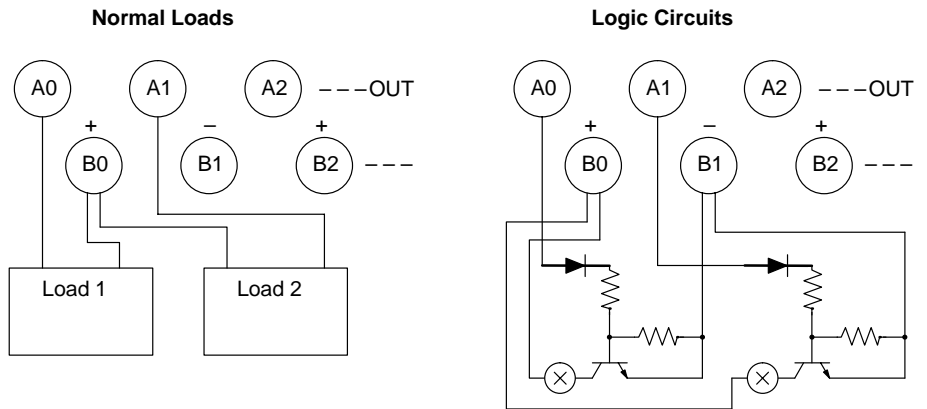 Normal Loads
Logic Circuits
A0 A1 A2 – – – OUT
A0 A1 A2 – – – OUT
+ – +
+ – +
B0 B1 B2 – – –
B0 B1 B2 – – –
Load 1 Load 2